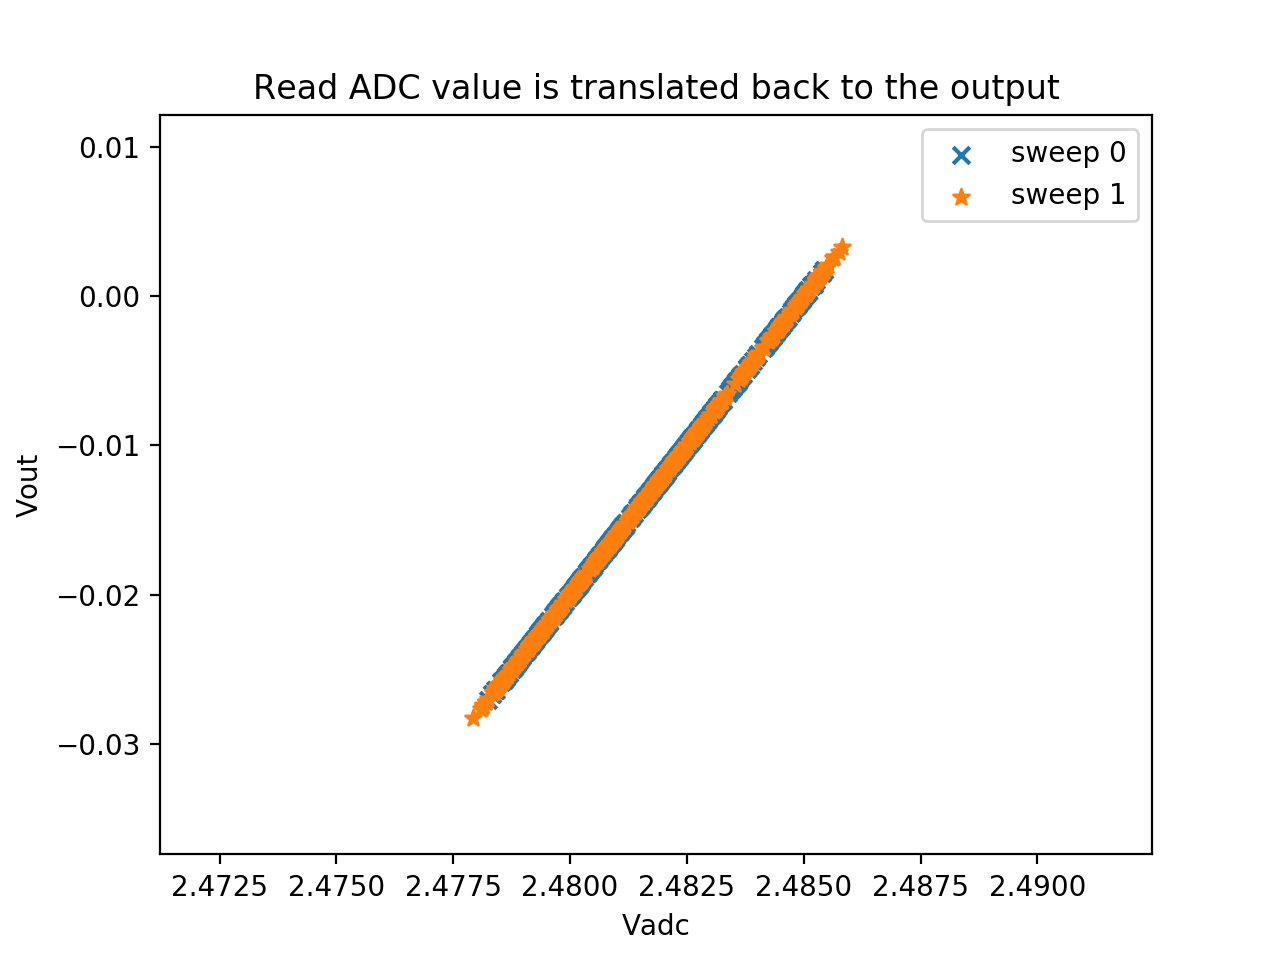 Read ADC value is translated back to the output
sweep 0
sweep 1
0.01
0.00
−0.01
−0.02
−0.03
Vout
2.4725 2.4750 2.4775 2.4800 2.4825 2.4850 2.4875 2.4900
Vadc